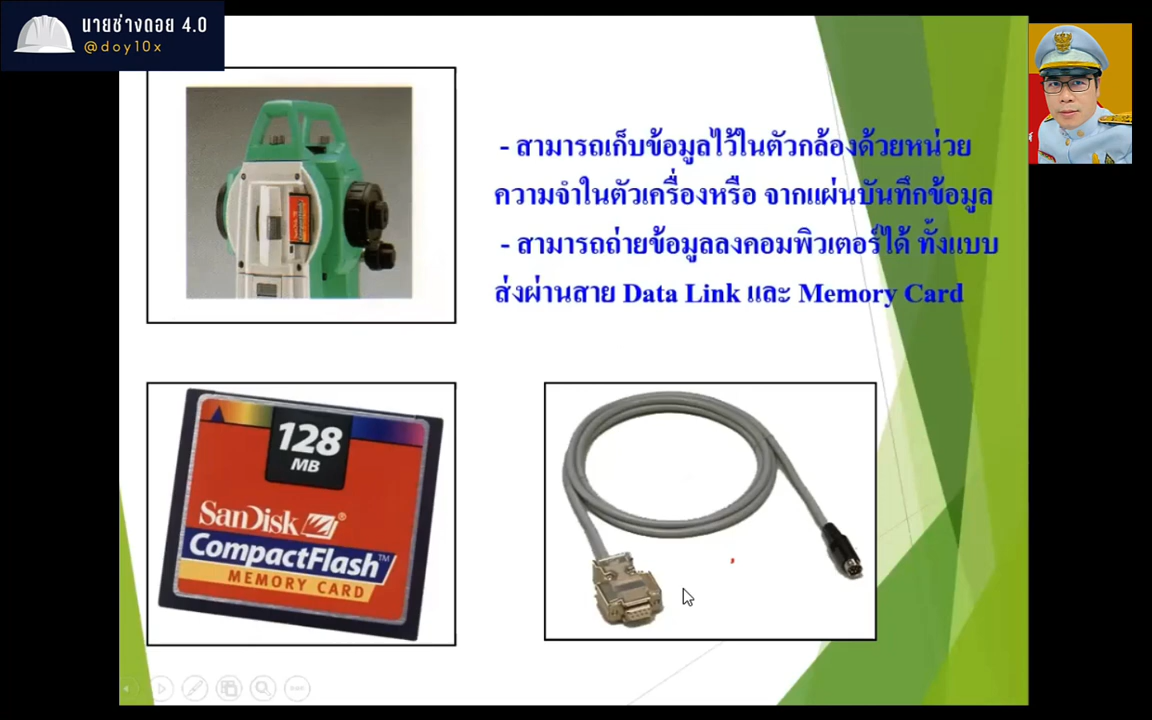 นายช่างดอย 4.0
@doy10x
- สามารถเก็บข้อมูลไว้ในตัวกล้องด้วยหน่วย
ความจำในตัวเครื่องหรือ จากแผ่นบันทึกข้อมูล
- สามารถถ่ายข้อมูลลงคอมพิวเตอร์ได้ ทั้งแบบ
ส่งผ่านสาย Data Link และ Memory Card
128
MB
SanDisk
CompactFlash™
MEMORY CARD